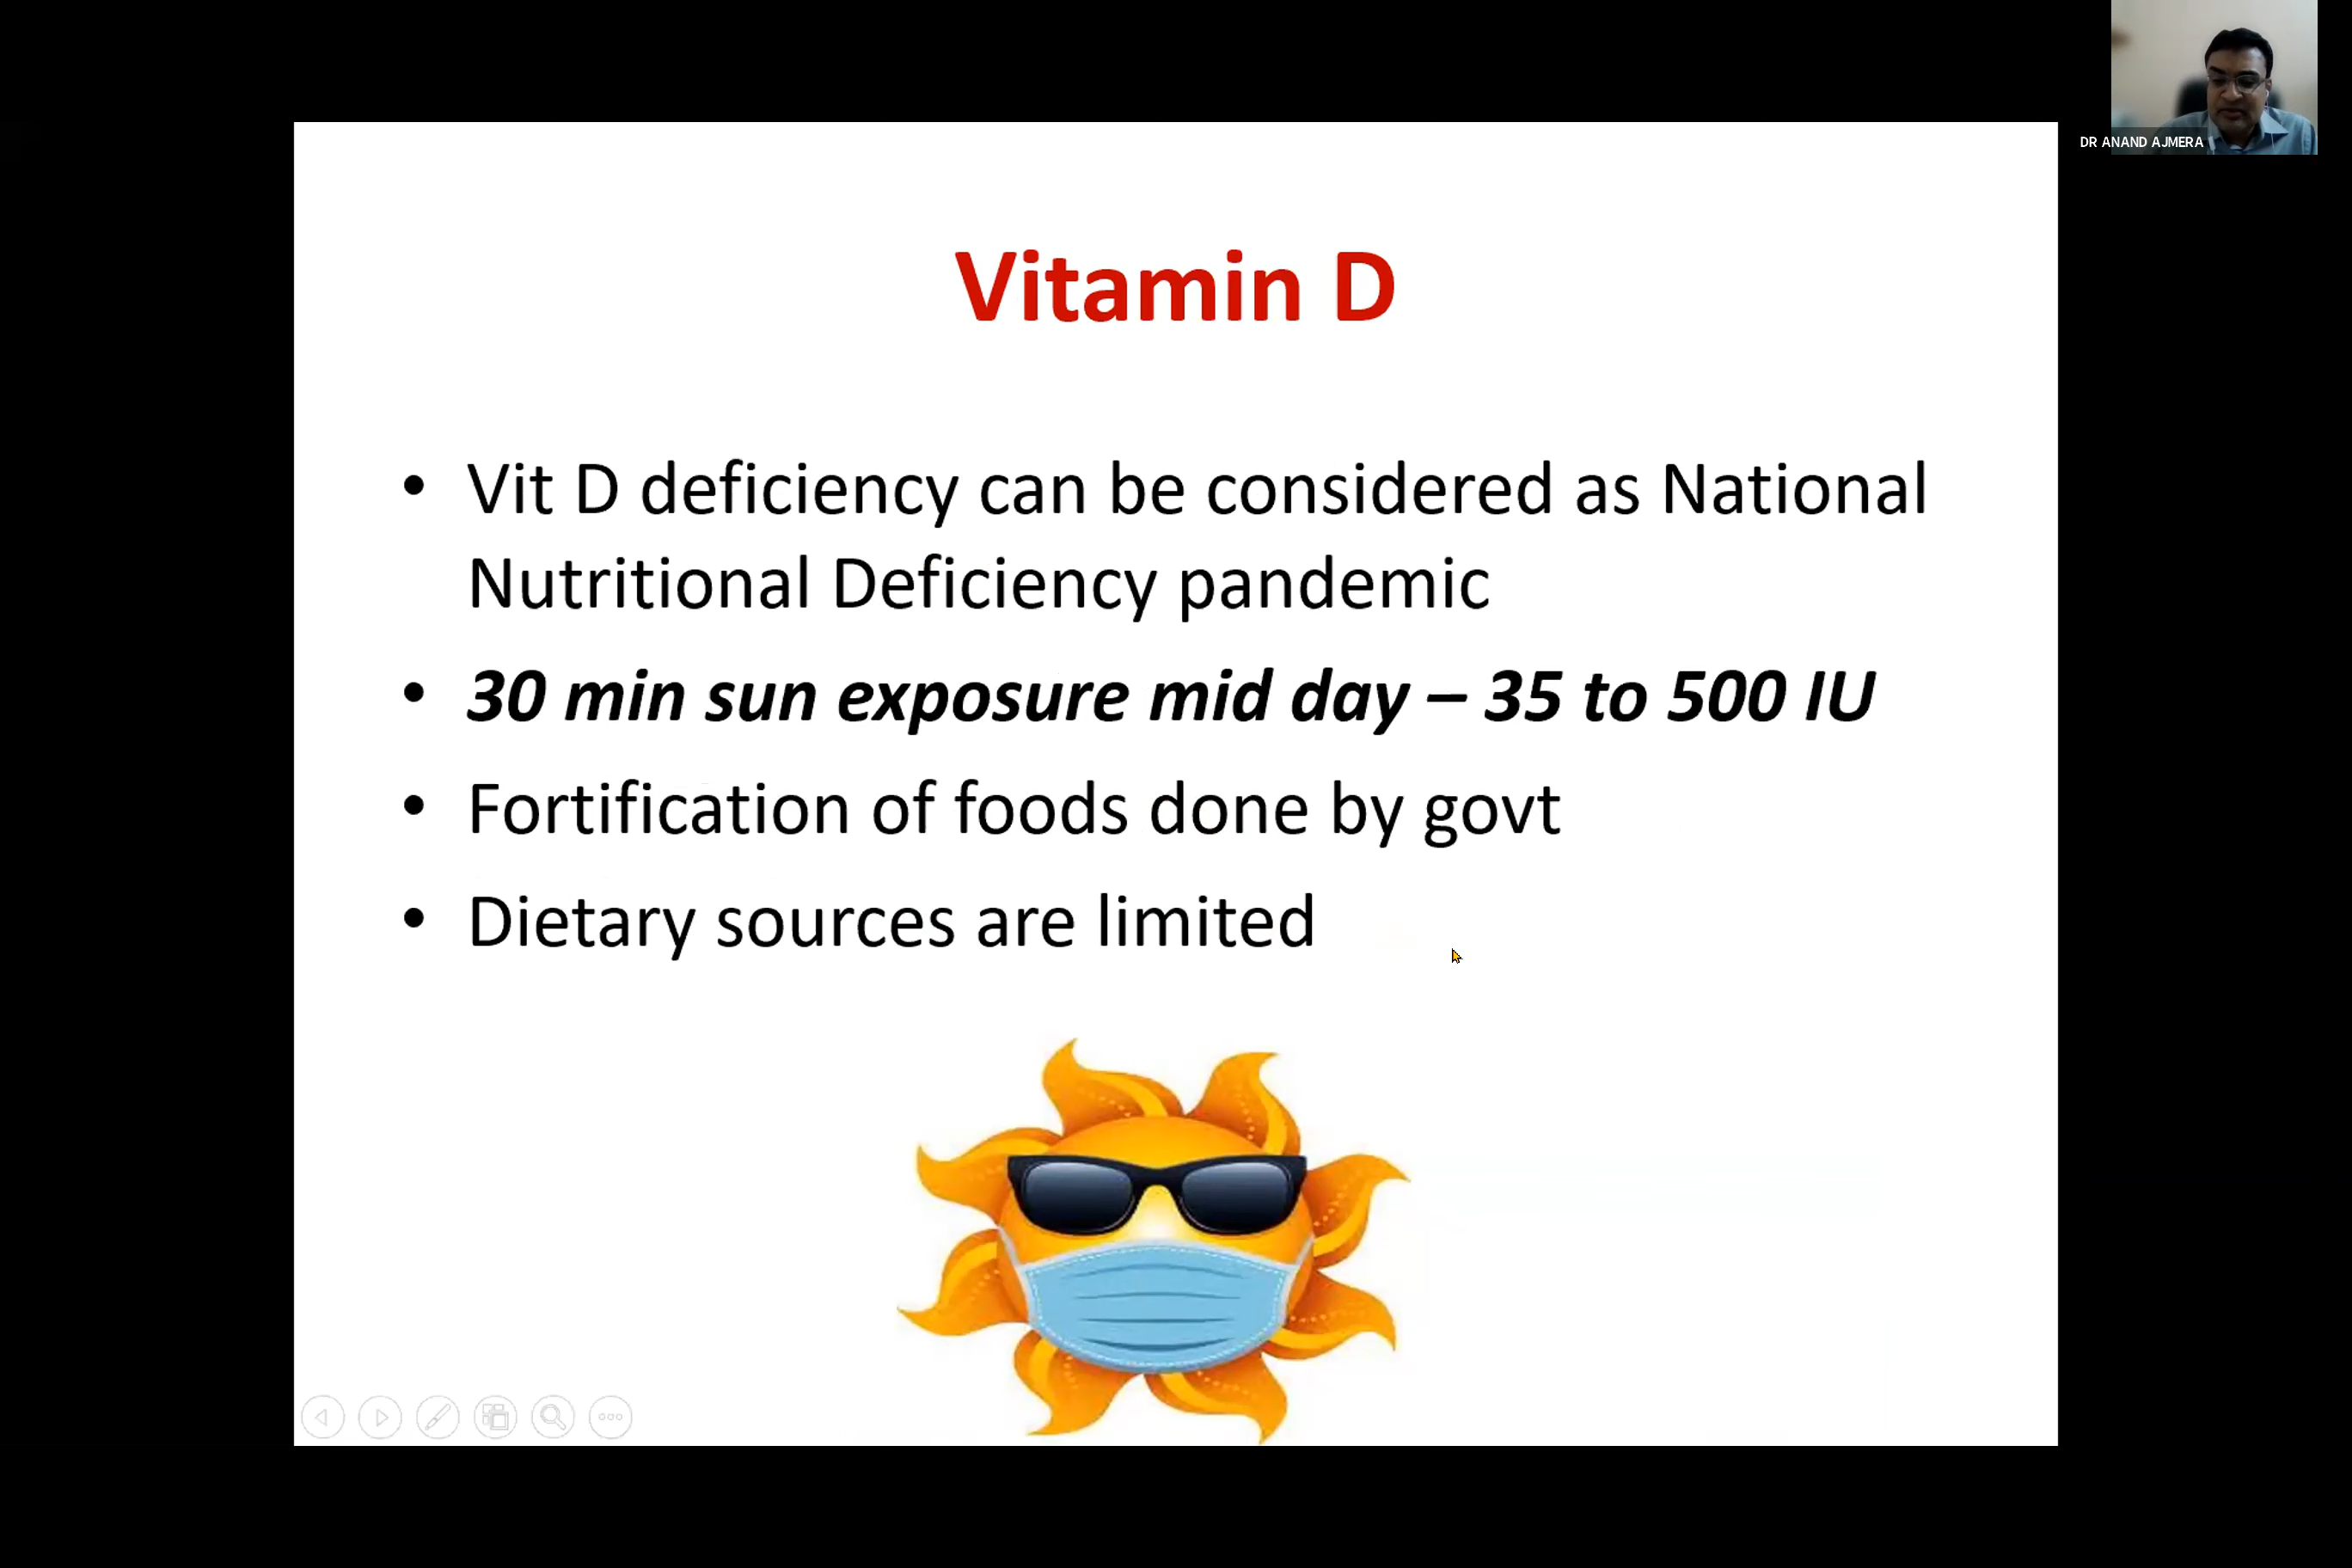 DR ANAND AJMERA
Vitamin D
• Vit D deficiency can be considered as National
Nutritional Deficiency pandemic
• 30 min sun exposure mid day – 35 to 500 IU
• Fortification of foods done by govt
• Dietary sources are limited